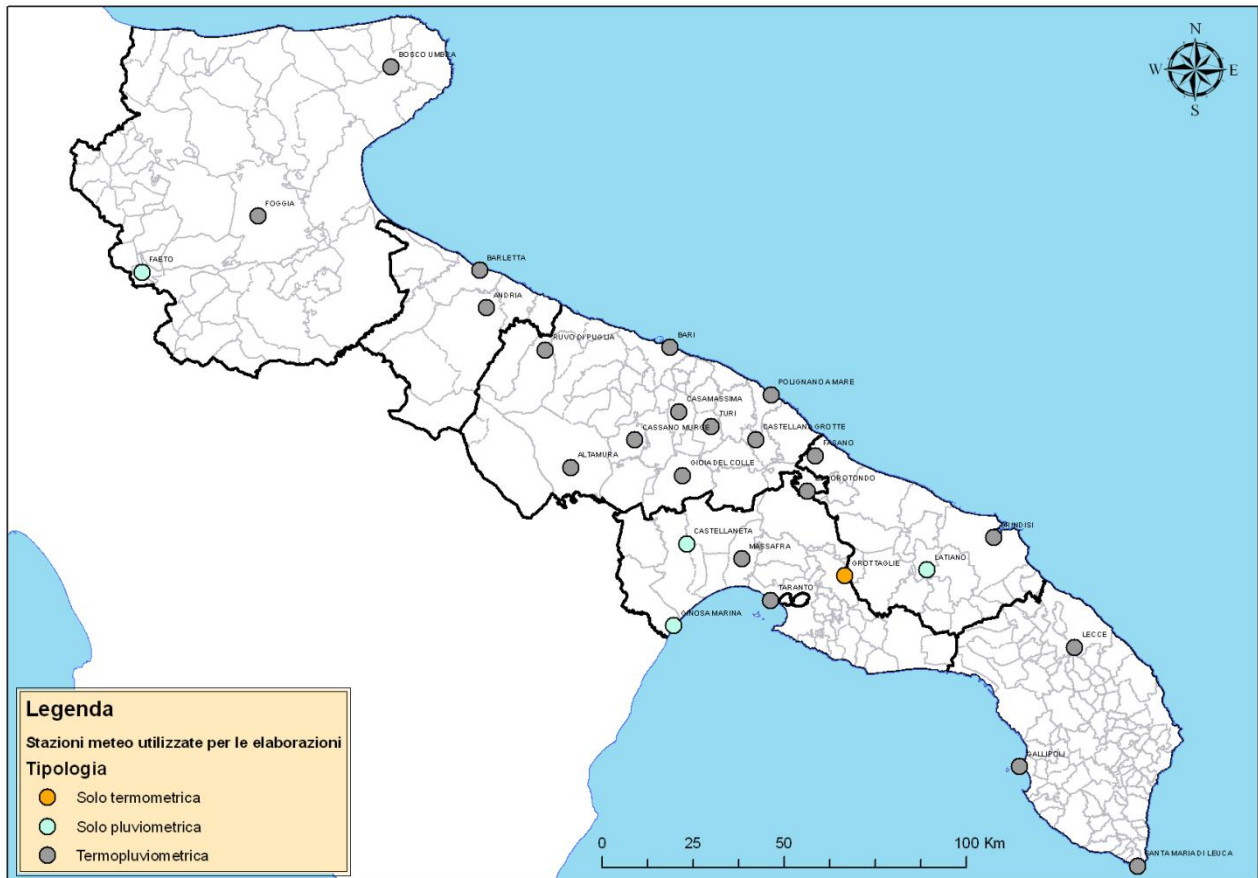 N
BOSCO UMBRA
W E
S
FOGGIA
FAETO
BARLETTA
ANDRIA
RUVO DI PUGLIA
BARI
POLIGNANO A MARE
CASAMASSIMA
TURI
CASSANO MURGE
CASTELLANA GROTTE
FASANO
ALTAMURA
GIOIA DEL COLLE
OROTONDO
CASTELLANETA
RINDISI
MASSAFRA
GROTTAGLIE
LATIANO
TARANTO
GINOSA MARINA
LECCE
GALLIPOLI
SANTA MARIA DI LEUCA
Legenda
Stazioni meteo utilizzate per le elaborazioni
Tipologia
Solo termometrica
Solo pluviometrica
Termopluviometrica
0 25 50 100 Km